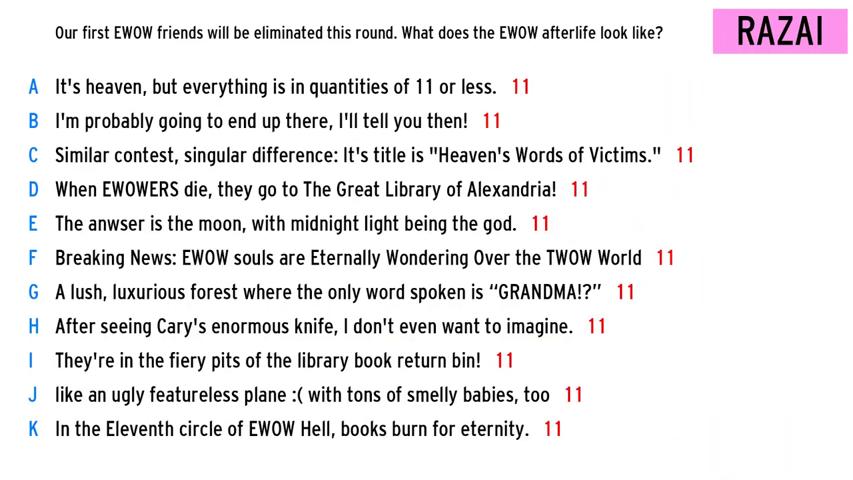 Our first EWOW friends will be eliminated this round. What does the EWOW afterlife look like?
RAZAI
A It's heaven, but everything is in quantities of 11 or less. 11
B I'm probably going to end up there, I'll tell you then! 11
C Similar contest, singular difference: It's title is "Heaven's Words of Victims." 11
D When EWOWERS die, they go to The Great Library of Alexandria! 11
E The anwser is the moon, with midnight light being the god. 11
F Breaking News: EWOW souls are Eternally Wondering Over the TWOW World 11
G A lush, luxurious forest where the only word spoken is “GRANDMA!?” 11
H After seeing Cary's enormous knife, I don't even want to imagine. 11
I They're in the fiery pits of the library book return bin! 11
J like an ugly featureless plane :( with tons of smelly babies, too 11
K In the Eleventh circle of EWOW Hell, books burn for eternity. 11